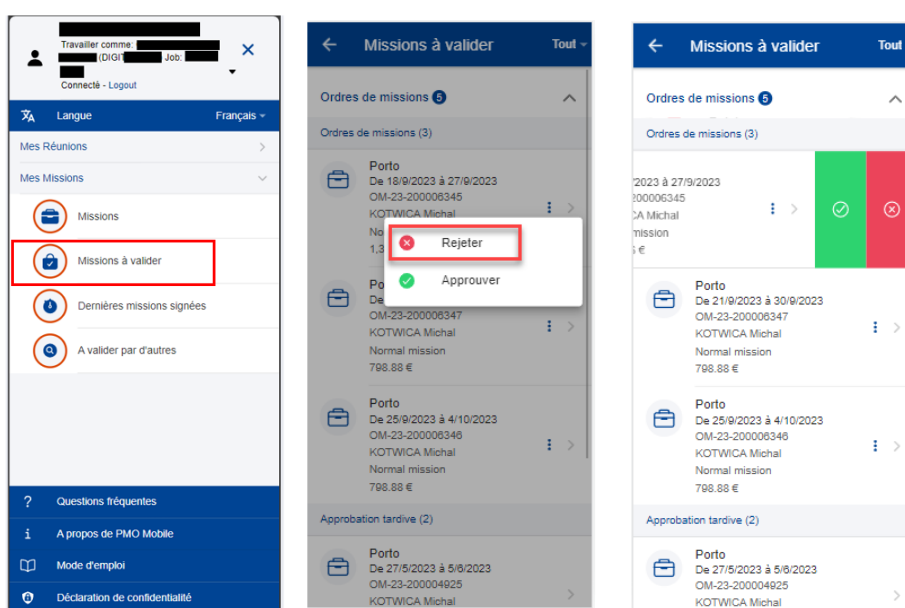 Travailler comme:
(DIGIT
Job:
Connecté - Logout
Langue
Français
Mes Réunions
Mes Missions
Missions
Missions à valider
Dernières missions signées
A valider par d'autres
Questions fréquentes
A propos de PMO Mobile
Mode d'emploi
Déclaration de confidentialité
Missions à valider
Tout
Ordres de missions 5
Ordres de missions (3)
Porto
De 18/9/2023 à 27/9/2023
OM-23-200006345
KOTWICA Michal
No
1,3
Rejeter
Approuver
Po
De
OM-23-200006347
KOTWICA Michal
Normal mission
798.88 €
Porto
De 25/9/2023 à 4/10/2023
OM-23-200006346
KOTWICA Michal
Normal mission
798.88 €
Approbation tardive (2)
Porto
De 27/5/2023 à 5/6/2023
OM-23-200004925
KOTWICA Michal
Missions à valider
Tout
Ordres de missions 5
Ordres de missions (3)
/2023 à 27/9/2023
200006345
CA Michal
mission
€
Porto
De 21/9/2023 à 30/9/2023
OM-23-200006347
KOTWICA Michal
Normal mission
798.88 €
Porto
De 25/9/2023 à 4/10/2023
OM-23-200006346
KOTWICA Michal
Normal mission
798.88 €
Approbation tardive (2)
Porto
De 27/5/2023 à 5/6/2023
OM-23-200004925
KOTWICA Michal